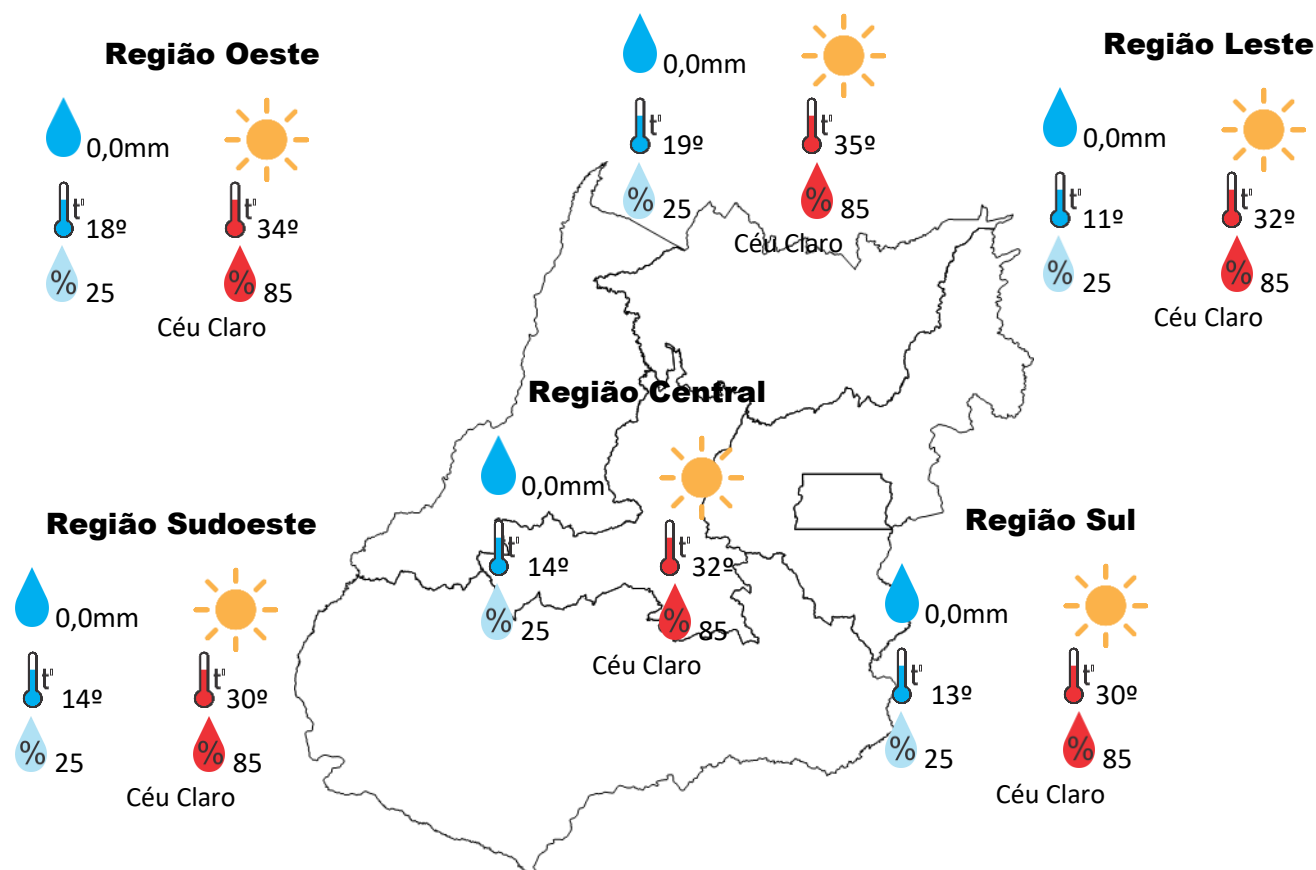 0,0mm
t°
19º
t°
35º
% 25
% 85
Céu Claro
Região Oeste
0,0mm
t°
18º
t°
34º
% 25
% 85
Céu Claro
Região Leste
0,0mm
t°
11º
t°
32º
% 25
% 85
Céu Claro
Região Central
0,0mm
t°
14º
t°
32º
% 25
% 85
Céu Claro
Região Sudoeste
0,0mm
t°
14º
t°
30º
% 25
% 85
Céu Claro
Região Sul
0,0mm
t°
13º
t°
30º
% 25
% 85
Céu Claro